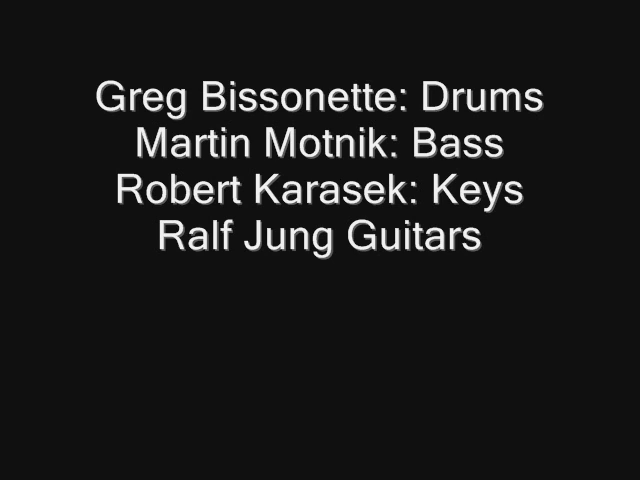 Greg Bissonette: Drums
Martin Motnik: Bass
Robert Karasek: Keys
Ralf Jung Guitars